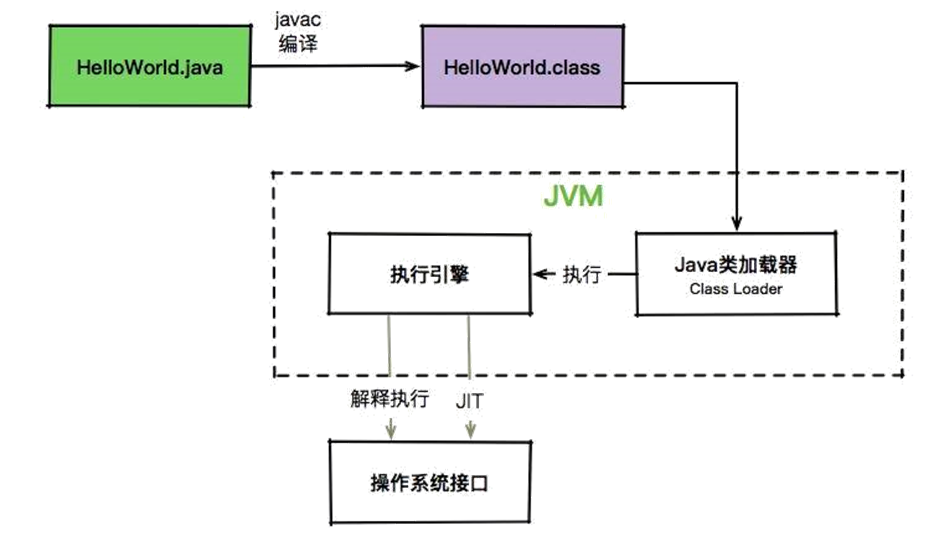 javac
编译
HelloWorld.java
HelloWorld.class
JVM
执行引擎
执行
Java类加载器
Class Loader
解释执行
JIT
操作系统接口